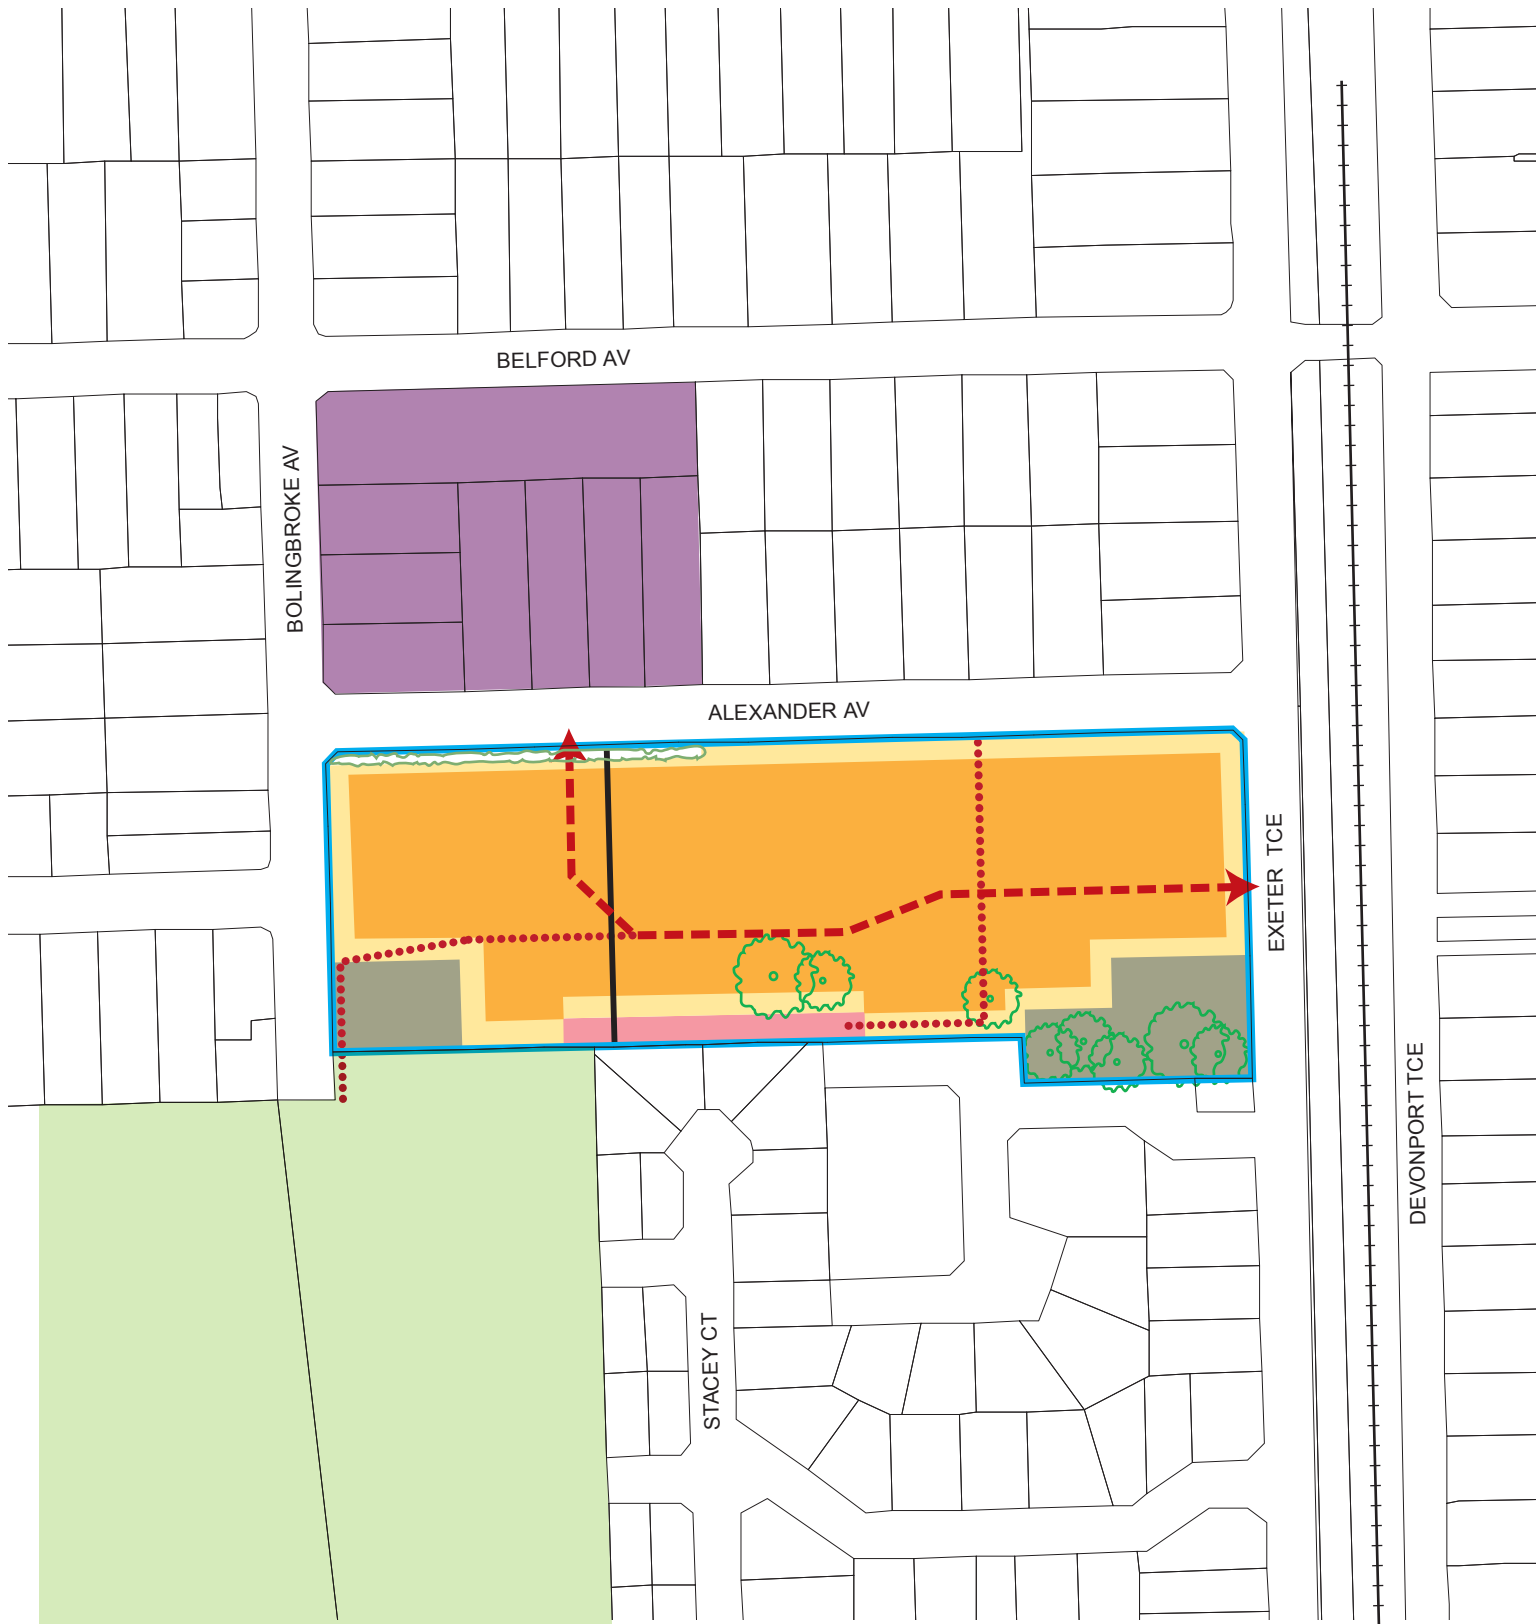 BELFORD AV
BOLINGBROKE AV
ALEXANDER AV
EXETER TCE
DEVONPORT TCE
STACEY CT